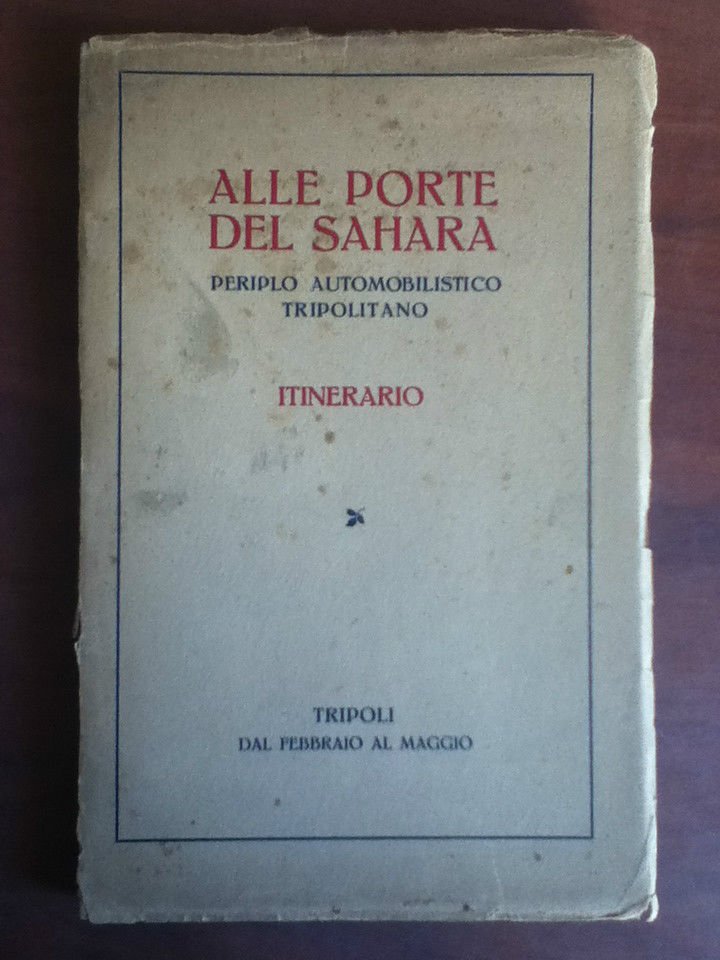 ALLE PORTE
DEL SAHARA
PERIPLO AUTOMOBILISTICO
TRIPOLITANO
ITINERARIO
TRIPOLI
DAL FEBBRAIO AL MAGGIO